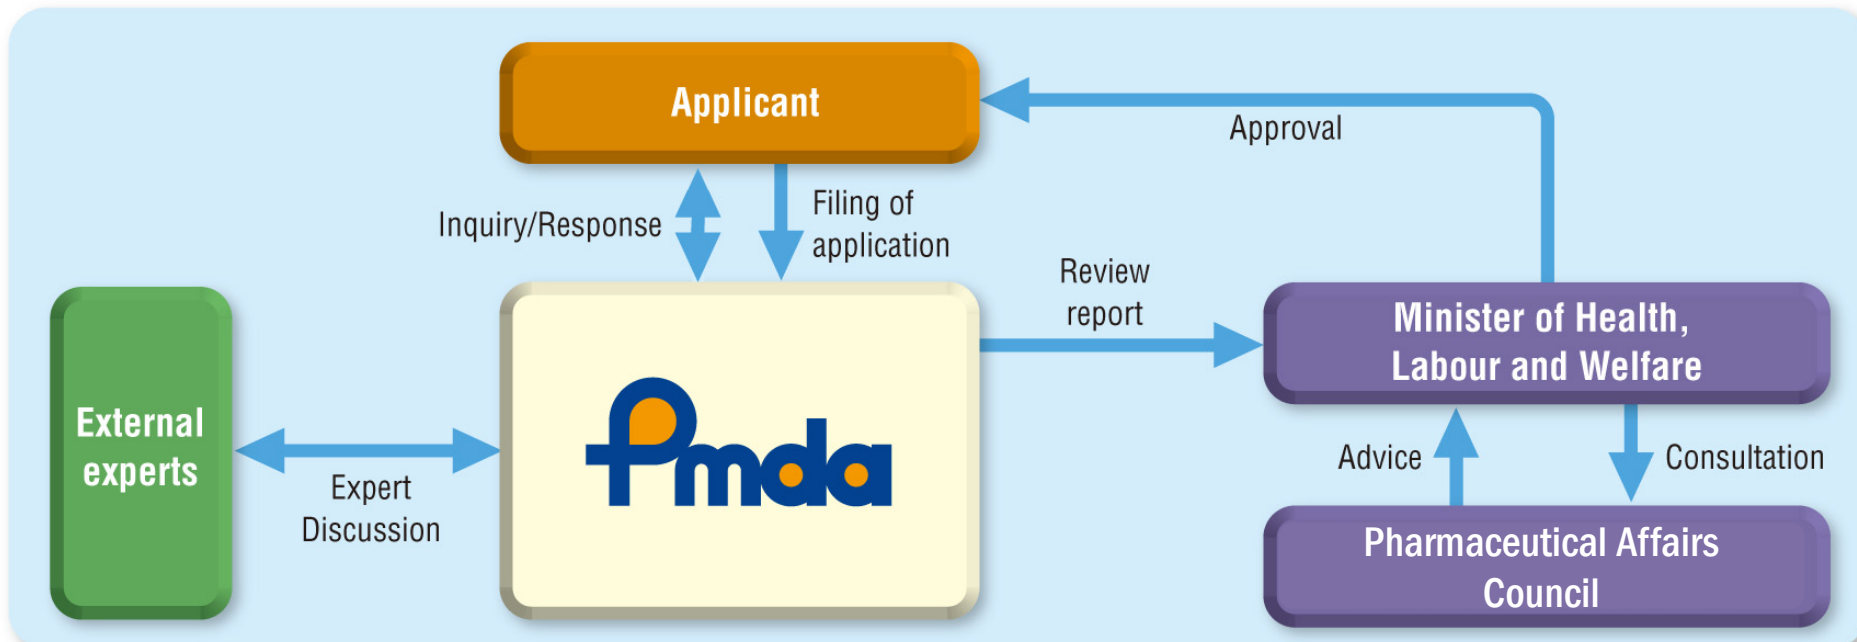 Applicant
Approval
Inquiry/Response
Filing of
application
Review
report
Minister of Health,
Labour and Welfare
External
experts
Expert
Discussion
Pmda
Advice
Consultation
Pharmaceutical Affairs
Council